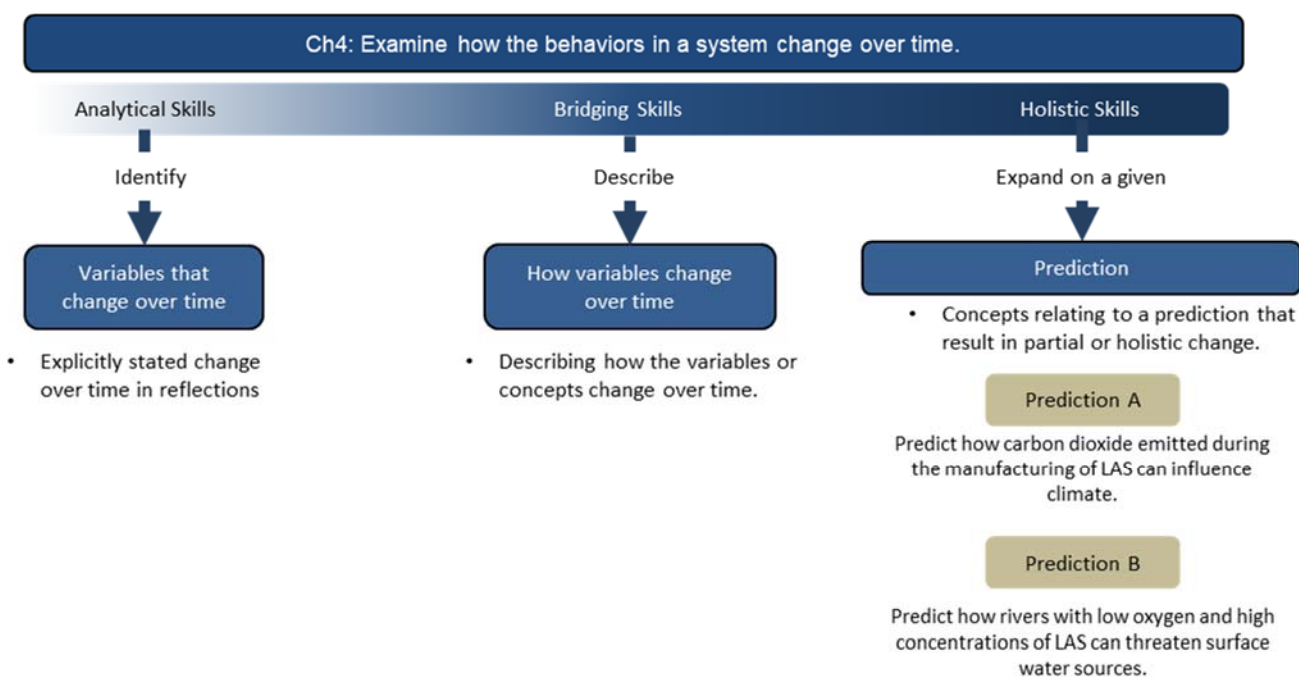 Ch4: Examine how the behaviors in a system change over time.
Analytical Skills
Bridging Skills
Holistic Skills
Identify
Describe
Expand on a given
Variables that
change over time
How variables change
over time
Prediction
• Explicitly stated change
over time in reflections
• Describing how the variables or
concepts change over time.
• Concepts relating to a prediction that
result in partial or holistic change.
Prediction A
Predict how carbon dioxide emitted during
the manufacturing of LAS can influence
climate.
Prediction B
Predict how rivers with low oxygen and high
concentrations of LAS can threaten surface
water sources.